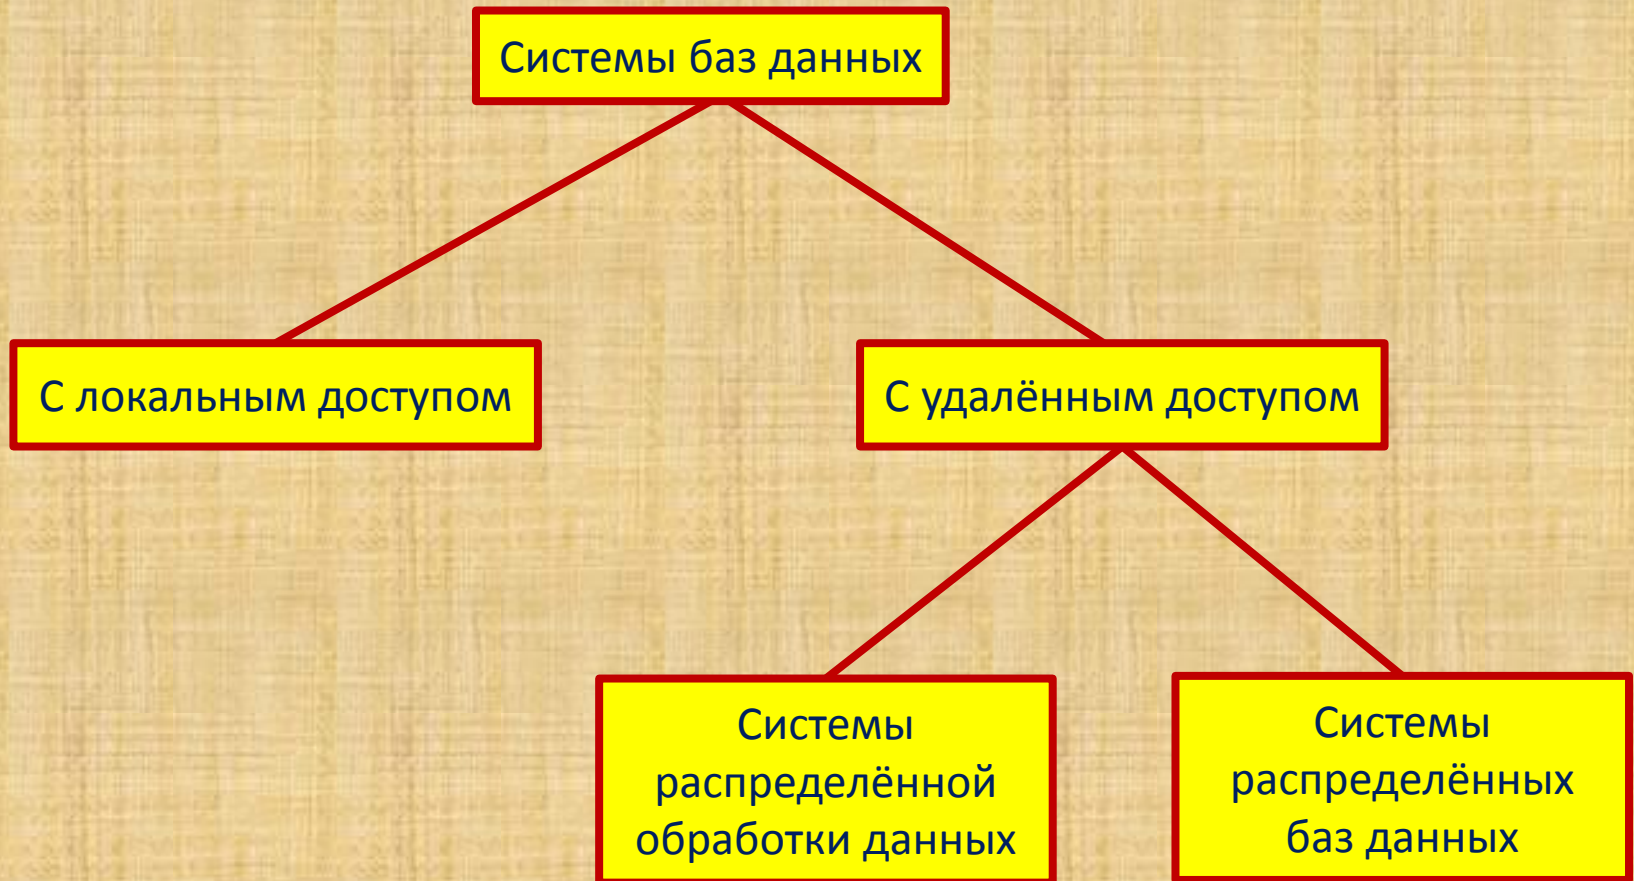 Системы баз данных
С локальным доступом
С удалённым доступом
Системы
распределённой
обработки данных
Системы
распределённых
баз данных